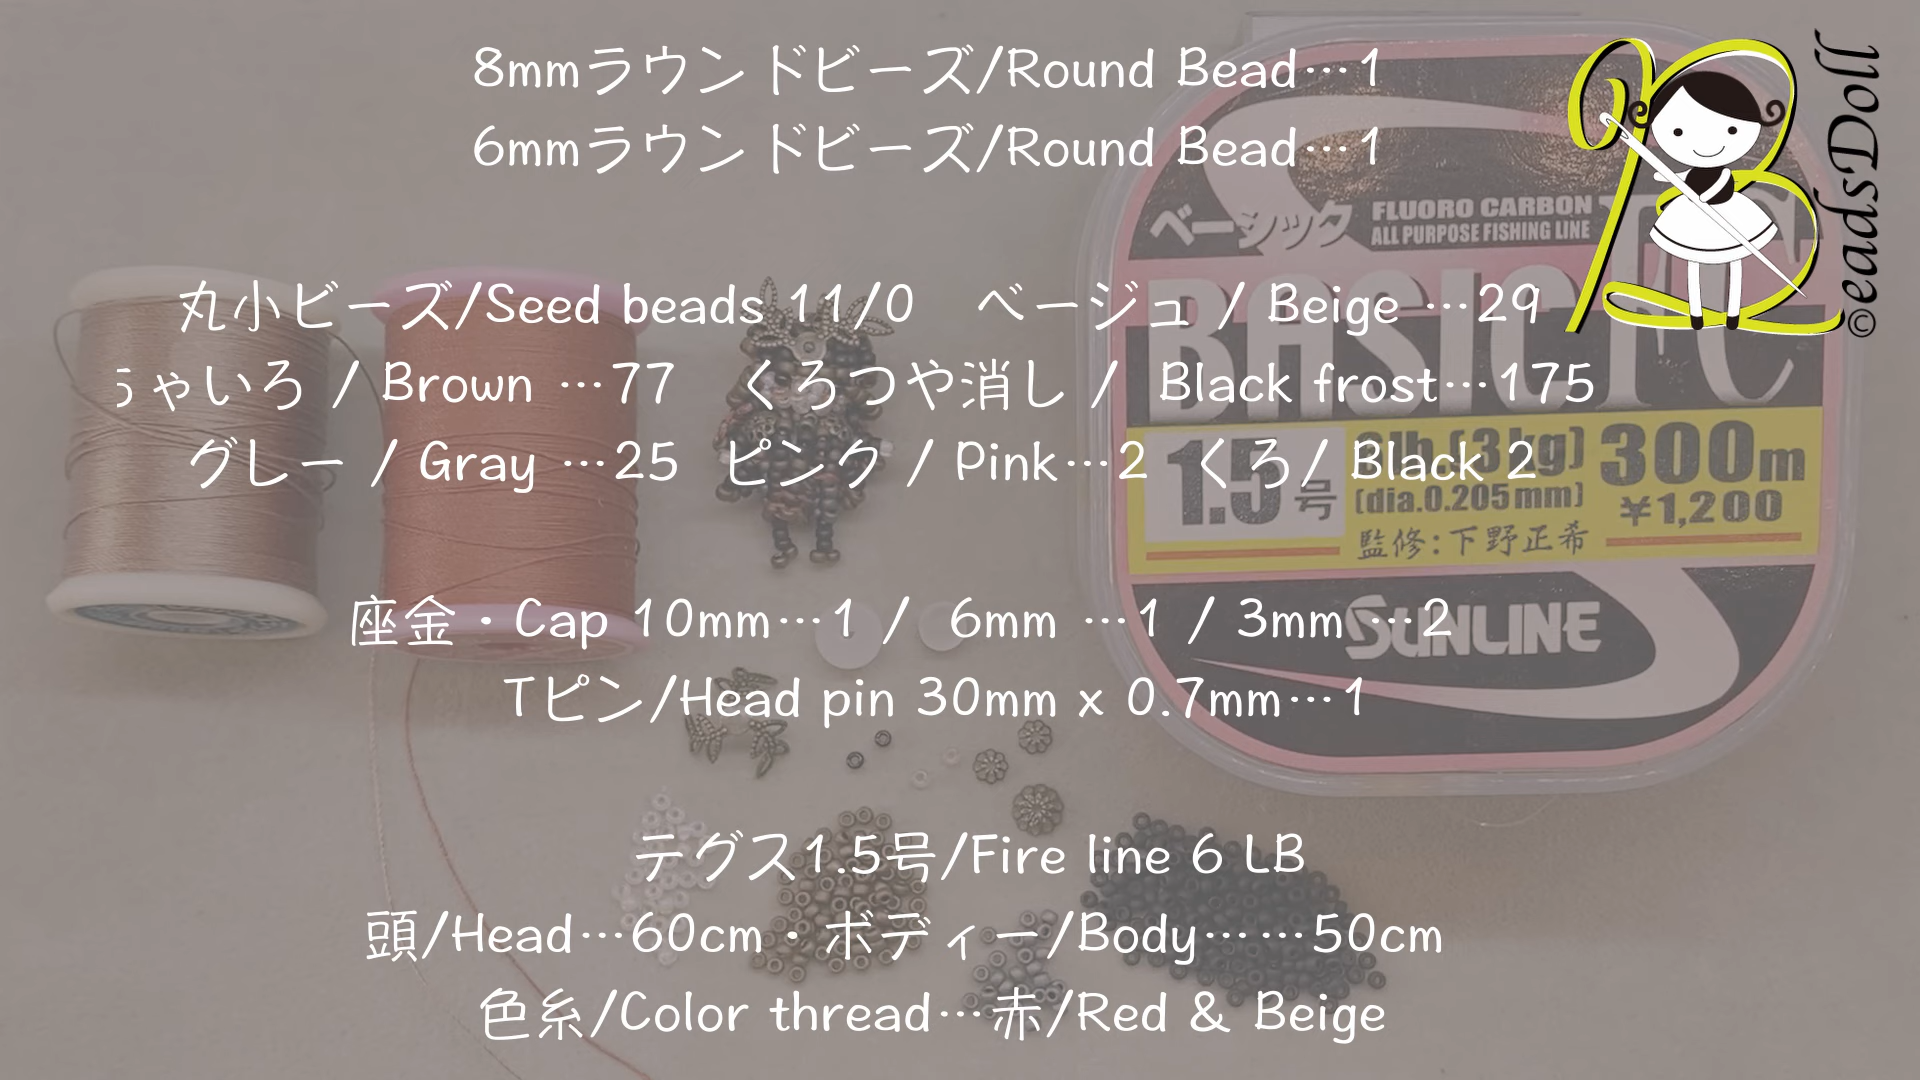 8mmラウンドビーズ/Round Bead…1
6mmラウンドビーズ/Round Bead…1
丸小ビーズ/Seed beads 11/0 ベージュ / Beige …29
ゃいろ / Brown …77 くろつや消し / Black frost…175
グレー / Gray …25 ピンク / Pink…2 くろ/ Black 2
座金・Cap 10mm…1 / 6mm …1 / 3mm …2
Tピン/Head pin 30mm x 0.7mm…1
テグス1.5号/Fire line 6 LB
頭/Head…60cm・ボディー/Body……50cm
色糸/Color thread…赤/Red & Beige
©BeadsDoll
ベーシック
FLUORO CARBON
ALL PURPOSE FISHING LINE
BASIC FC
1.5号
6lb.(3kg)
(dia.0.205mm)
監修:下野正希
300m
¥1,200
SUNLINE